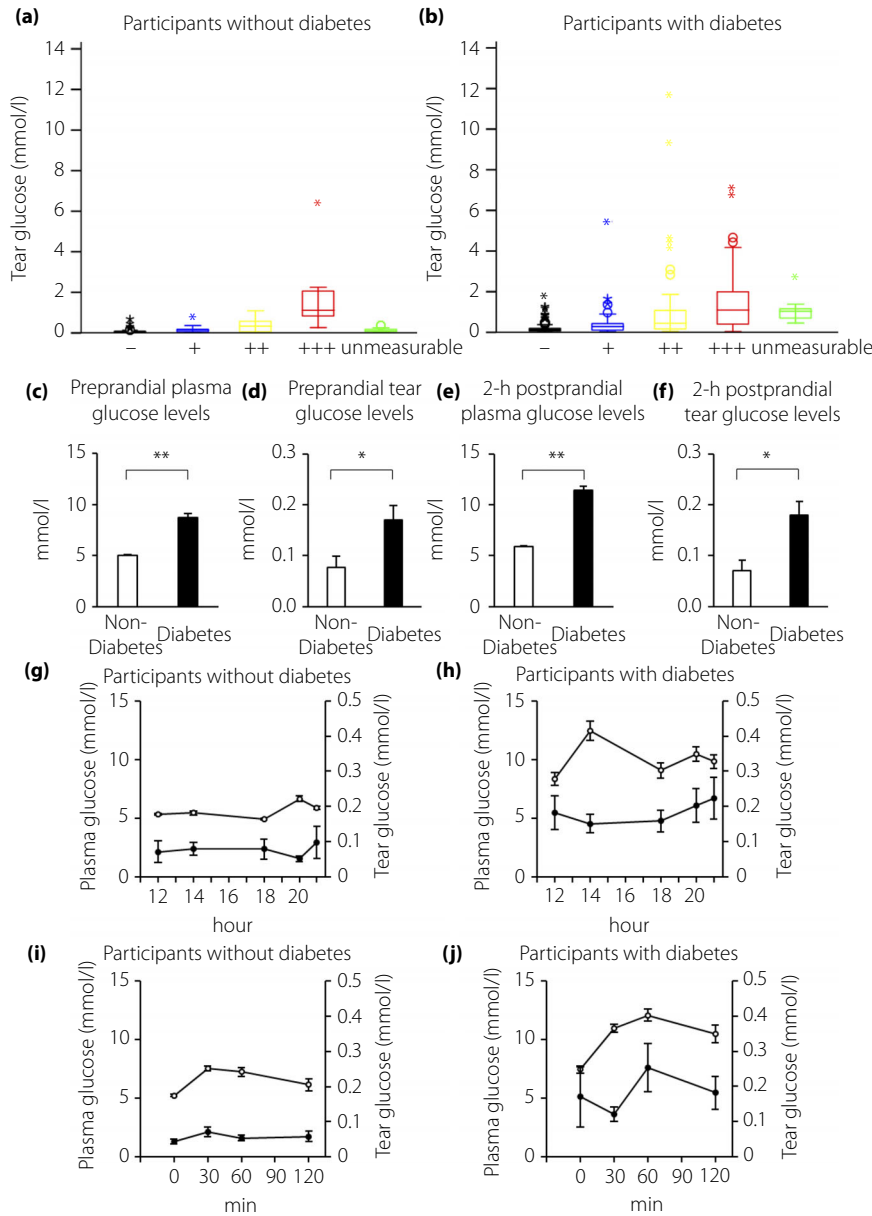 (a) Participants without diabetes
Tear glucose (mmol/l)
14
12
10
8
6
4
2
0
− + ++ +++ unmeasurable
(b) Participants with diabetes
Tear glucose (mmol/l)
14
12
10
8
6
4
2
0
− + ++ +++ unmeasurable
(c) Preprandial plasma
glucose levels
mmol/l
15
10
5
0
**
Non-
Diabetes
Diabetes
(d) Preprandial tear
glucose levels
mmol/l
0.3
0.2
0.1
0.0
*
Non-
Diabetes
Diabetes
(e) 2-h postprandial
plasma glucose levels
mmol/l
15
10
5
0
**
Non-
Diabetes
Diabetes
(f) 2-h postprandial
tear glucose levels
mmol/l
0.3
0.2
0.1
0.0
*
Non-
Diabetes
Diabetes
(g) Participants without diabetes
Plasma glucose (mmol/l)
15
10
5
0
Tear glucose (mmol/l)
0.5
0.4
0.3
0.2
0.1
0
12 14 16 18 20
hour
(h) Participants with diabetes
Plasma glucose (mmol/l)
15
10
5
0
Tear glucose (mmol/l)
0.5
0.4
0.3
0.2
0.1
0
12 14 16 18 20
hour
(i) Participants without diabetes
Plasma glucose (mmol/l)
15
10
5
0
Tear glucose (mmol/l)
0.5
0.4
0.3
0.2
0.1
0
0 30 60 90 120
min
(j) Participants with diabetes
Plasma glucose (mmol/l)
15
10
5
0
Tear glucose (mmol/l)
0.5
0.4
0.3
0.2
0.1
0
0 30 60 90 120
min